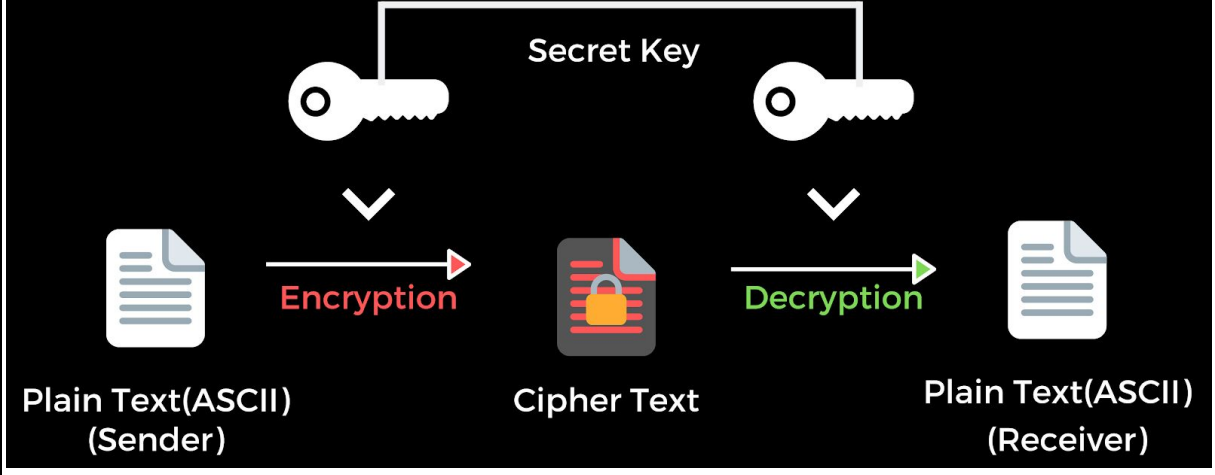 Secret Key
Encryption
Decryption
Plain Text(ASCII)
(Sender)
Cipher Text
Plain Text(ASCII)
(Receiver)